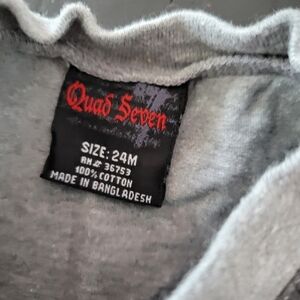 Quad Seven
SIZE: 24M
RN# 36753
100% COTTON
MADE IN BANGLADESH